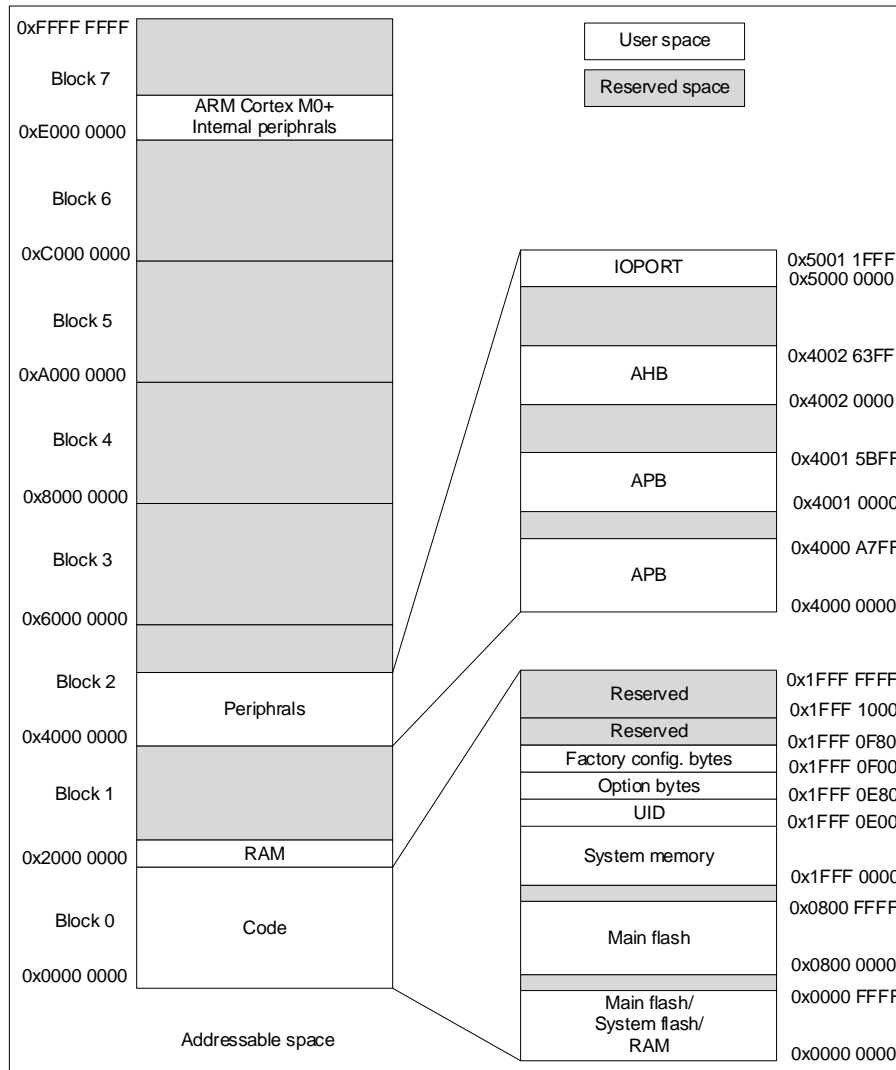 0xFFFF FFFF
Block 7
0xE000 0000
Block 6
0xC000 0000
Block 5
0xA000 0000
Block 4
0x8000 0000
Block 3
0x6000 0000
Block 2
0x4000 0000
Block 1
0x2000 0000
Block 0
0x0000 0000
ARM Cortex M0+
Internal periphrals
Periphrals
RAM
Code
Addressable space
User space
Reserved space
IOPORT
AHB
APB
APB
0x5001 1FFF
0x5000 0000
0x4002 63FF
0x4002 0000
0x4001 5BFF
0x4001 0000
0x4000 A7FF
0x4000 0000
Reserved
Reserved
Factory config. bytes
Option bytes
UID
System memory
Main flash
Main flash/
System flash/
RAM
0x1FFF FFFF
0x1FFF 1000
0x1FFF 0F80
0x1FFF 0F00
0x1FFF 0E80
0x1FFF 0E00
0x1FFF 0000
0x0800 FFFF
0x0800 0000
0x0000 FFFF
0x0000 0000